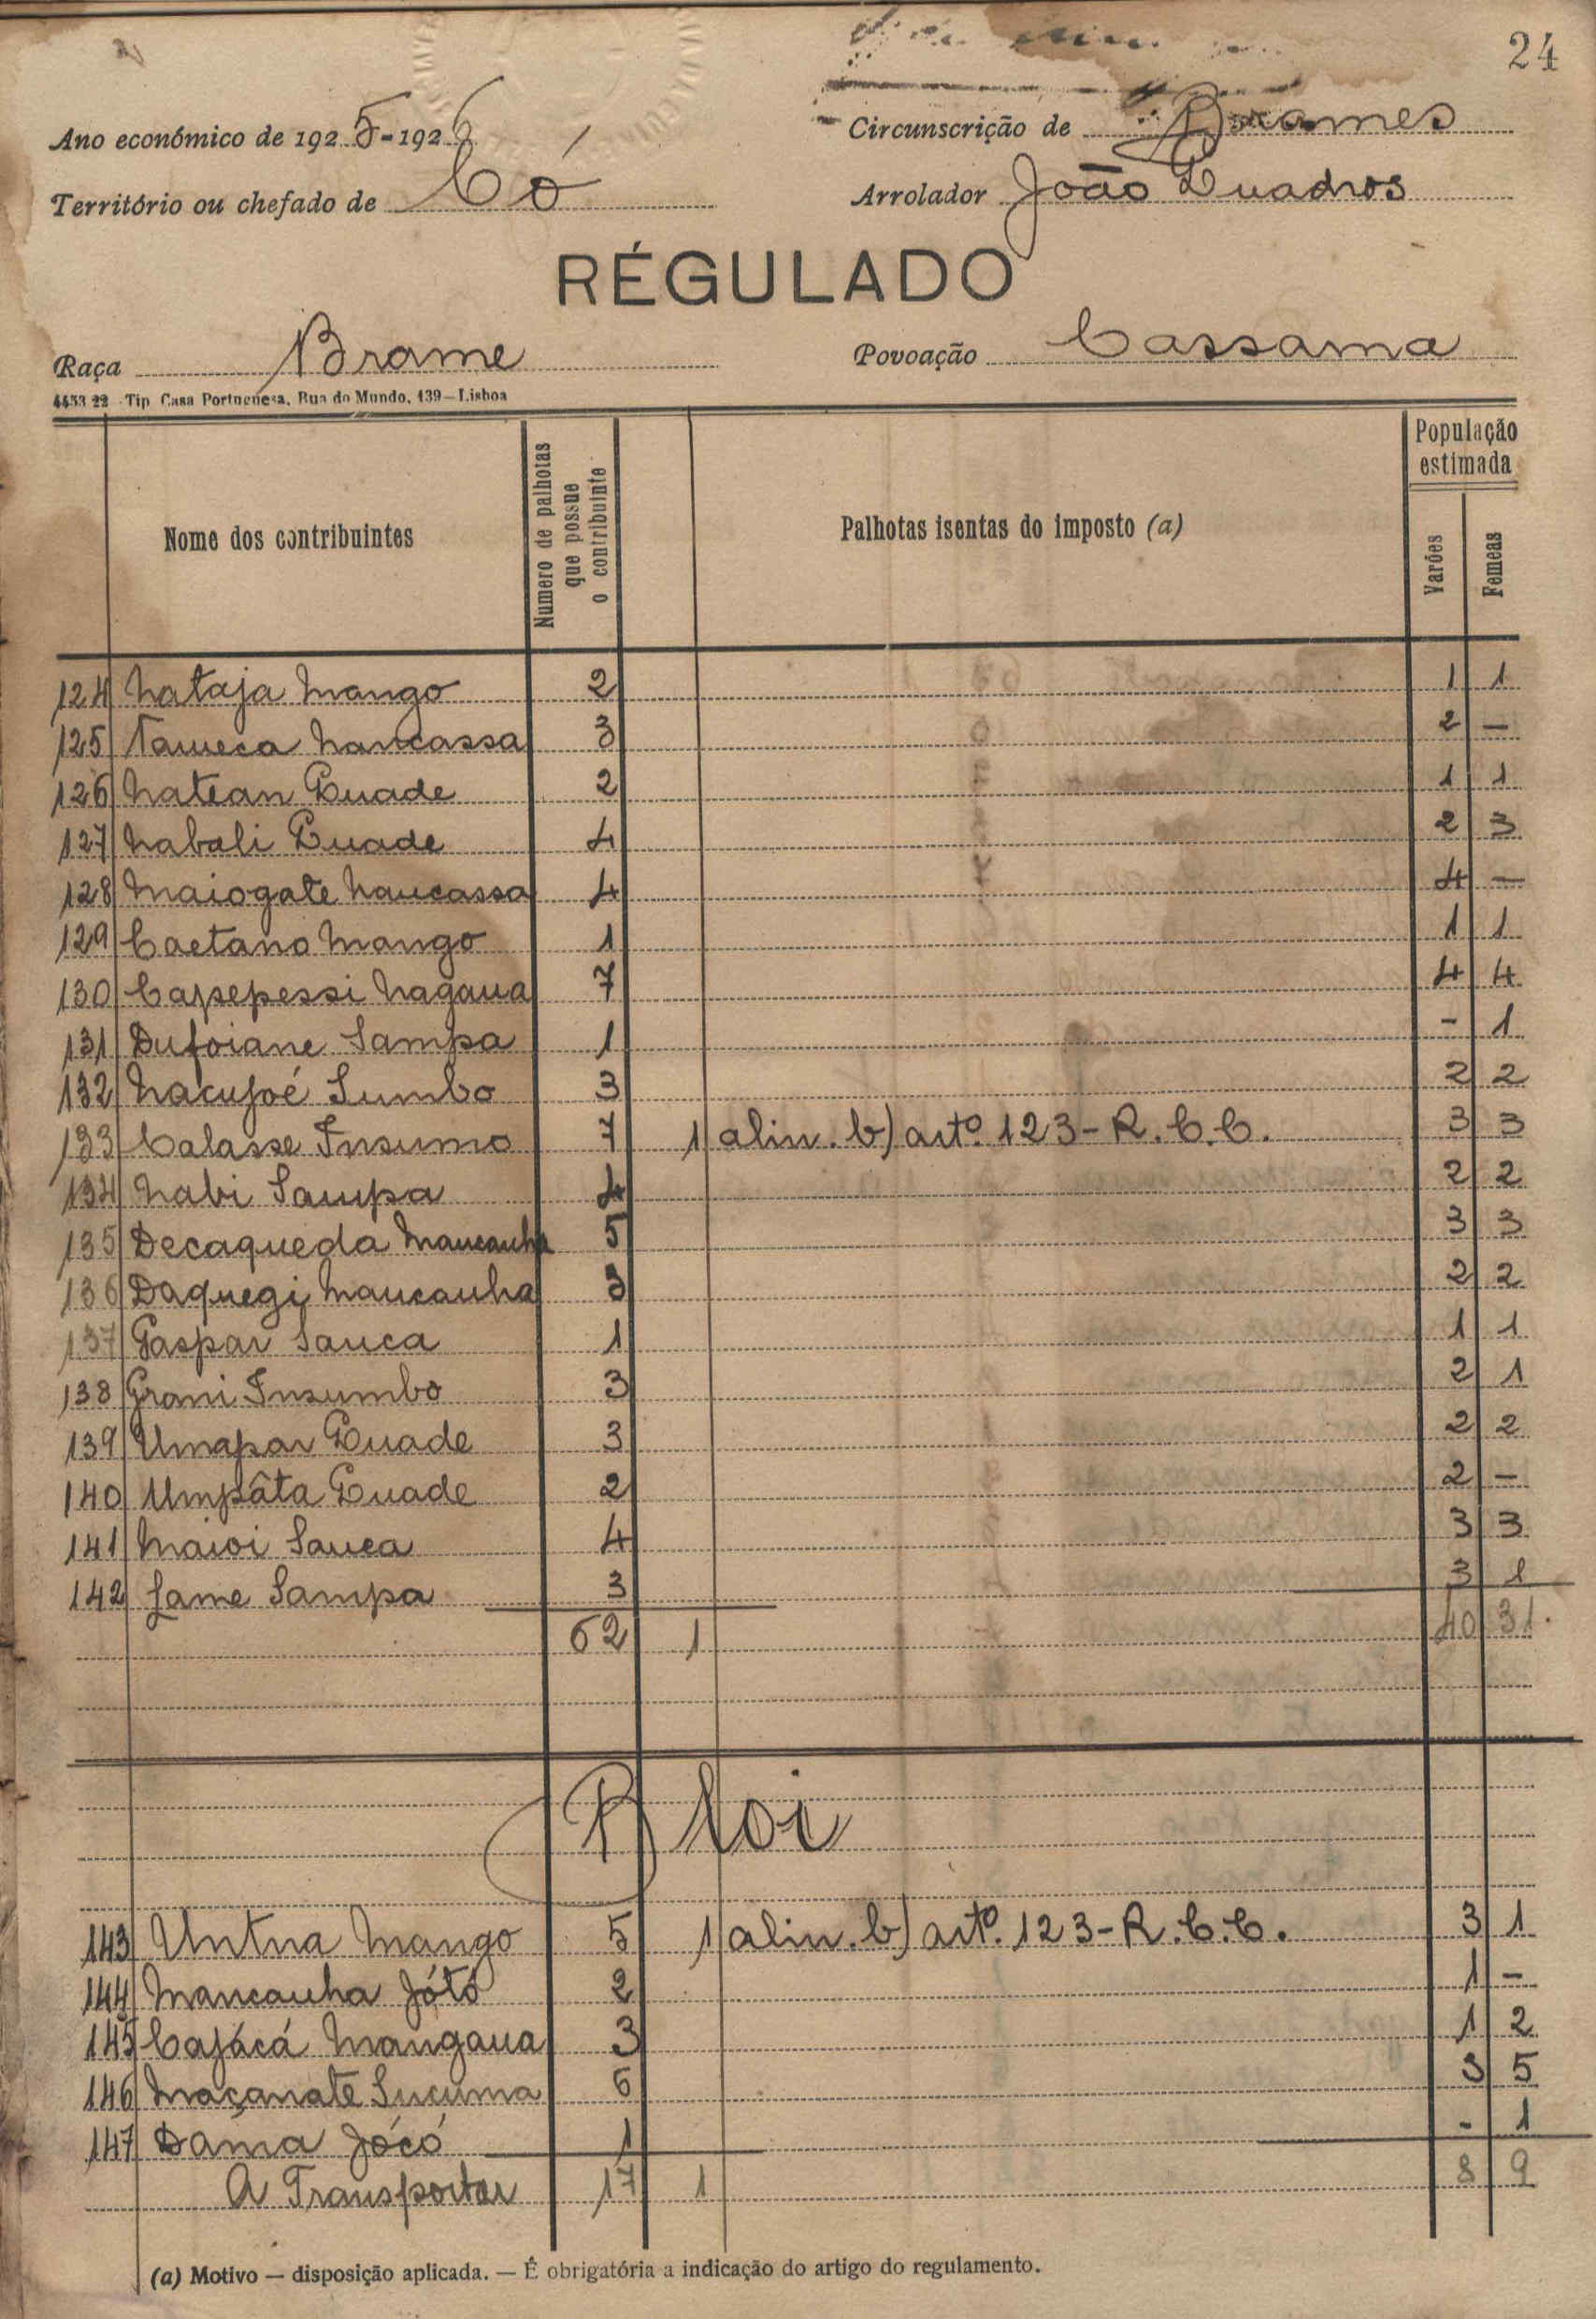 24
Ano económico de 1925-1926 Circunscrição de Brames
Território ou chefado de Có Arrolador João Quadros
RÉGULADO
Raça Brame Povoação Cassama
4453 22 Tip Casa Portuguesa, Rua do Mundo, 139-Lisboa
Nome dos contribuintes Numero de palhotas que possue o contribuinte Palhotas isentas do imposto (a) População estimada Varões Femeas
124 Nataja Mango 2 1 1
125 Tameca Nancassa 3 2 -
126 Natean Quade 2 1 1
127 Nabali Quade 4 2 3
128 Maiogate Naucassa 4 4 -
129 Caetano Mango 1 1 1
130 Capepessi Nagaua 7 4 4
131 Dufoiane Sampa 1 - 1
132 Nacujoé Sumbo 3 2 2
133 Calasse Insumo 7 1 alin. b) artº. 123-R.C.C. 3 3
134 Nabi Sampa 4 2 2
135 Decaqueda Mancanha 5 3 3
136 Daquegi Mancanha 3 2 2
137 Gaspar Sanca 1 1 1
138 Grani Insumbo 3 2 1
139 Umapar Quade 3 2 2
140 Umpâta Quade 2 2 -
141 Maioi Sanca 4 3 3
142 Lame Sampa 3 3 1
62 1 40 31.
Bloi
143 Untna Mango 5 1 alin. b) artº. 123-R.C.C. 3 1
144 Mancanha Jótó 2 1 -
145 Cajácá Mangaua 3 1 2
146 Maçanate Sucuma 6 3 5
147 Dama Jócó 1 - 1
A Transportar 17 1 8 9
(a) Motivo — disposição aplicada. — É obrigatória a indicação do artigo do regulamento.